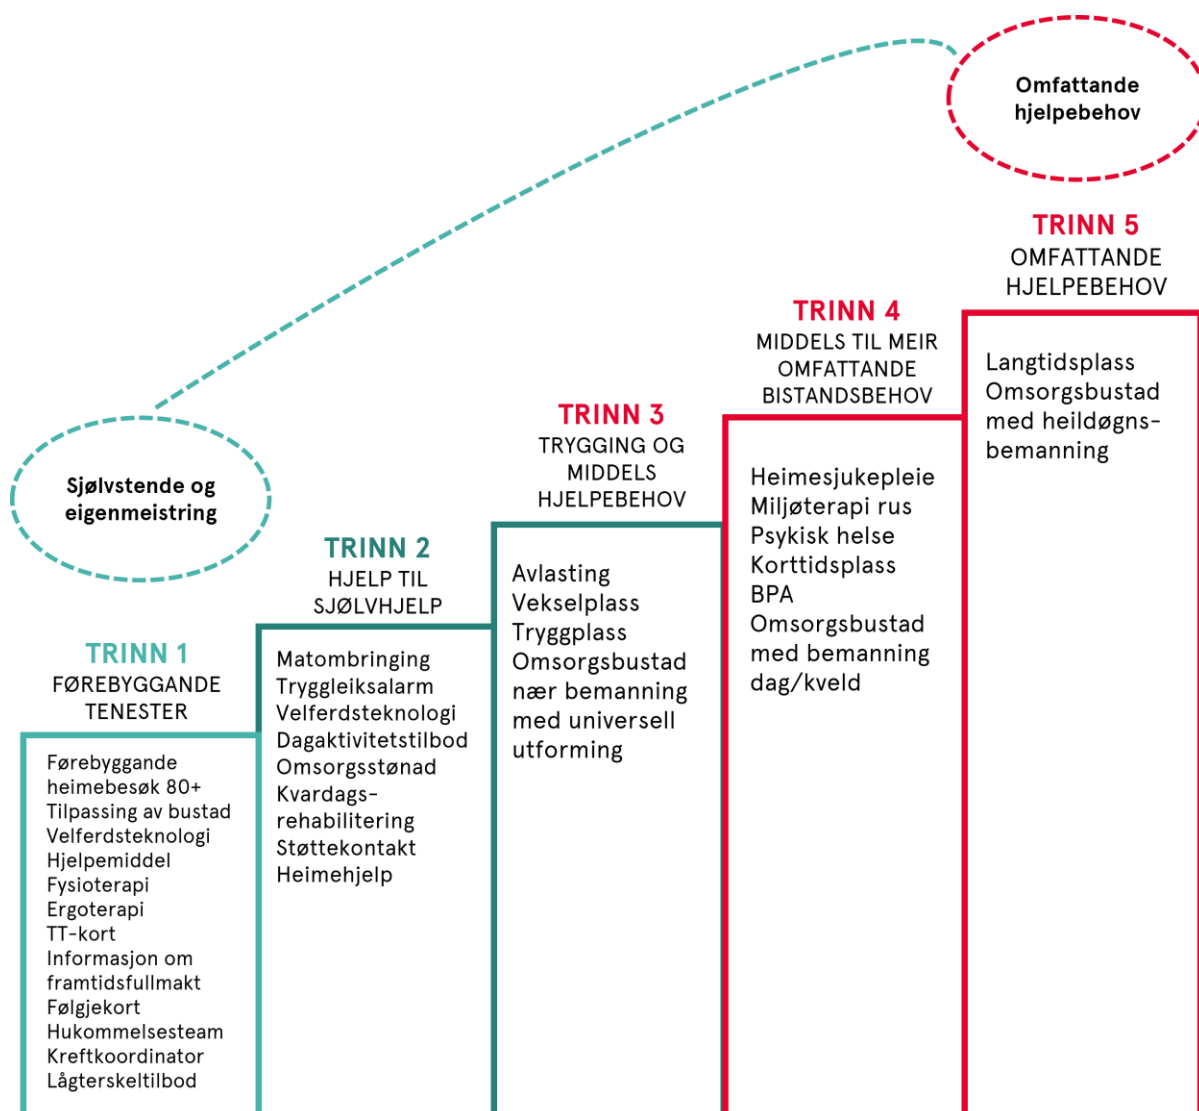 Omfattande
hjelpebehov
Sjølvstende og
eigenmeistring
TRINN 1
FØREBYGGANDE
TENESTER
Førebyggande
heimebesøk 80+
Tilpassing av bustad
Velferdsteknologi
Hjelpemiddel
Fysioterapi
Ergoterapi
TT-kort
Informasjon om
framtidsfullmakt
Følgjekort
Hukommelsesteam
Kreftkoordinator
Lågterskeltilbod
TRINN 2
HJELP TIL
SJØLVHJELP
Matombringing
Tryggleiksalarm
Velferdsteknologi
Dagaktivitetstilbod
Omsorgsstønad
Kvardags-
rehabilitering
Støttekontakt
Heimehjelp
TRINN 3
TRYGGING OG
MIDDELS
HJELPEBEHOV
Avlasting
Vekselplass
Tryggplass
Omsorgsbustad
nær bemanning
med universell
utforming
TRINN 4
MIDDELS TIL MEIR
OMFATTANDE
BISTANDSBEHOV
Heimesjukepleie
Miljøterapi rus
Psykisk helse
Korttidsplass
BPA
Omsorgsbustad
med bemanning
dag/kveld
TRINN 5
OMFATTANDE
HJELPEBEHOV
Langtidsplass
Omsorgsbustad
med heildøgns-
bemanning